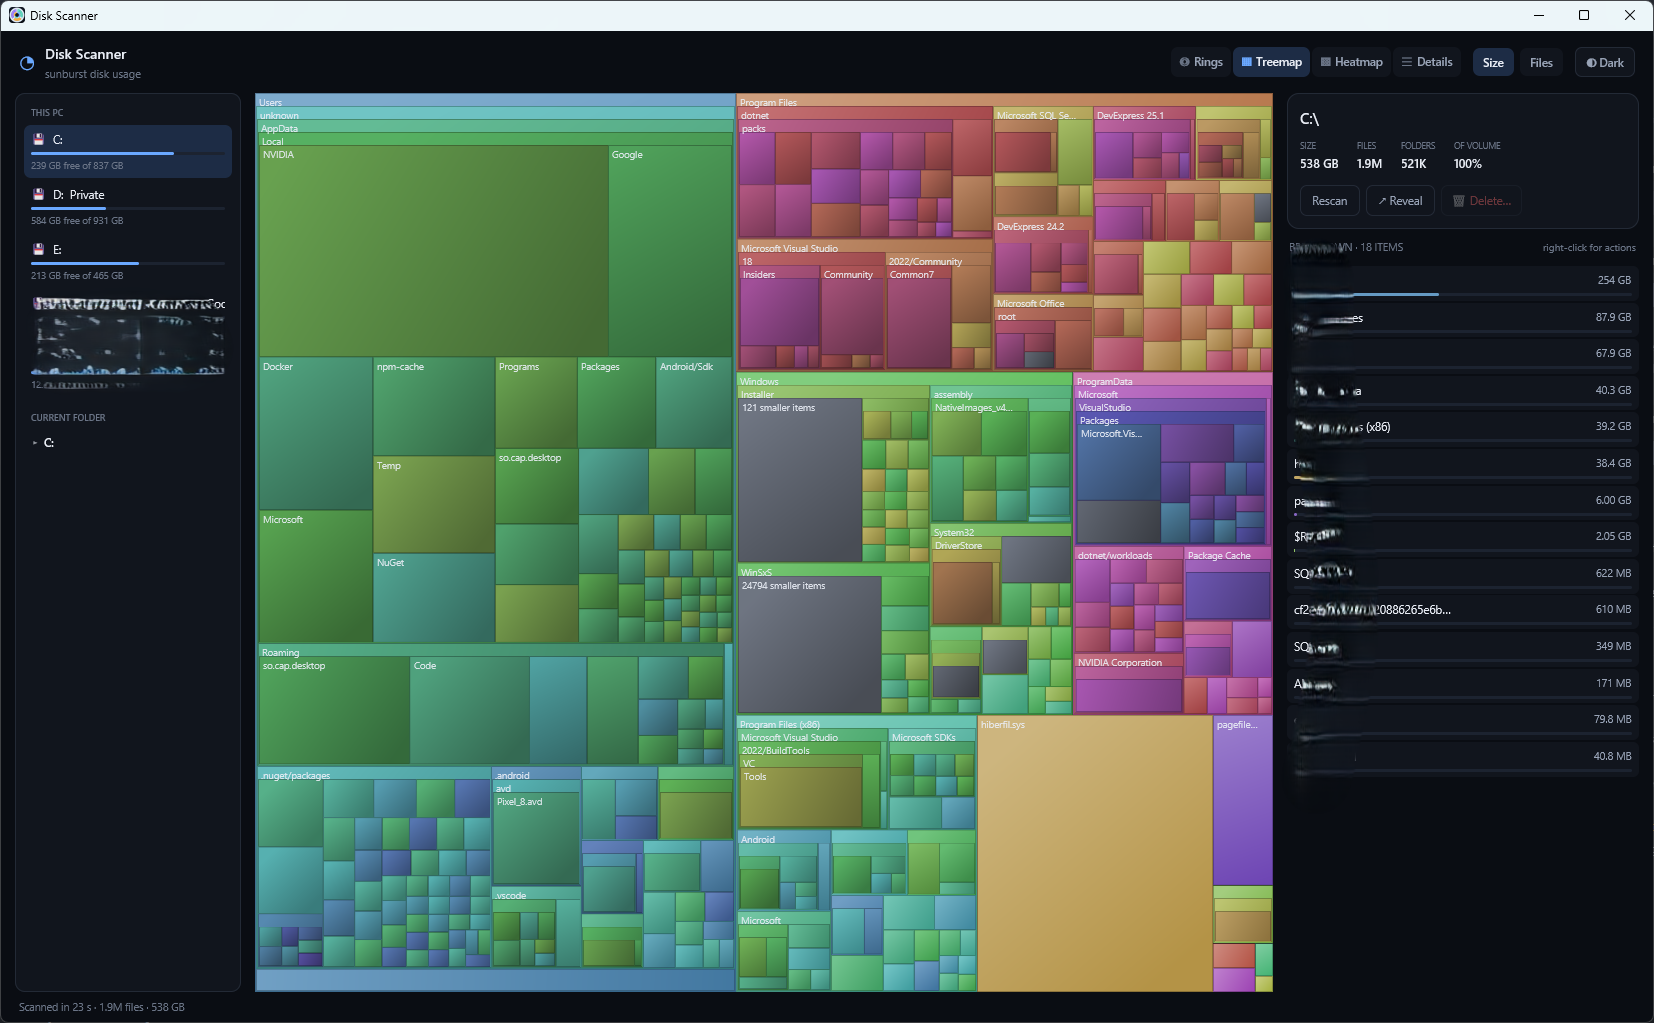 Disk Scanner
Disk Scanner
sunburst disk usage
Rings Treemap Heatmap Details Size Files Dark
THIS PC
C:
239 GB free of 837 GB
D: Private
584 GB free of 931 GB
E:
213 GB free of 465 GB
CURRENT FOLDER
C:
Users
unknown
AppData
Local
NVIDIA
Google
Docker
npm-cache
Programs
Packages
Android/Sdk
Temp
so.cap.desktop
Microsoft
NuGet
Roaming
so.cap.desktop
Code
.nuget/packages
.android
avd
Pixel_8.avd
.vscode
Program Files
dotnet
packs
Microsoft SQL Se...
DevExpress 25.1
DevExpress 24.2
Microsoft Visual Studio
18
Insiders
Community
2022/Community
Common7
Microsoft Office
root
Windows
Installer
121 smaller items
assembly
NativeImages_v4...
System32
DriverStore
WinSxS
24794 smaller items
ProgramData
Microsoft
VisualStudio
Packages
Microsoft.Vis...
dotnet/workloads
Package Cache
NVIDIA Corporation
Program Files (x86)
Microsoft Visual Studio
2022/BuildTools
VC
Tools
Microsoft SDKs
Android
Microsoft
hiberfil.sys
pagefile...
C:\
SIZE FILES FOLDERS OF VOLUME
538 GB 1.9M 521K 100%
Rescan Reveal Delete...
· 18 ITEMS right-click for actions
254 GB
87.9 GB
67.9 GB
40.3 GB
(x86) 39.2 GB
38.4 GB
6.00 GB
2.05 GB
622 MB
610 MB
349 MB
171 MB
79.8 MB
40.8 MB
Scanned in 23 s · 1.9M files · 538 GB